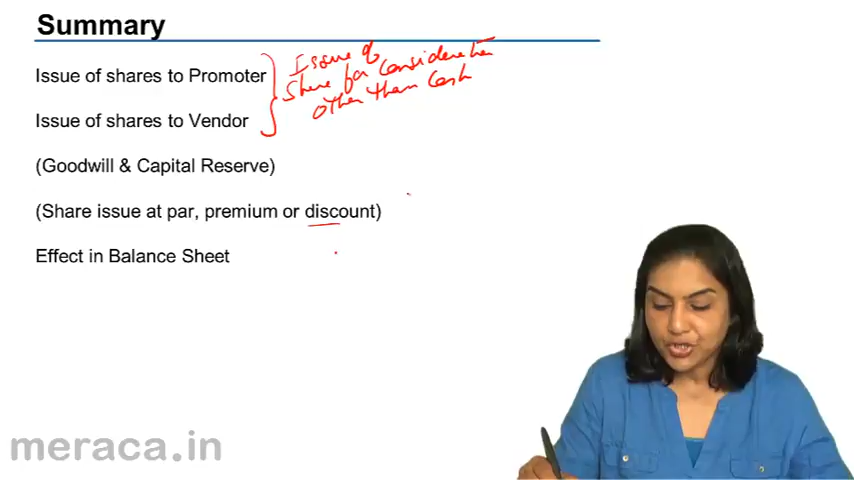 Summary
Issue of shares to Promoter
Issue of
Share for consideration
other than Cash
Issue of shares to Vendor
(Goodwill & Capital Reserve)
(Share issue at par, premium or discount)
Effect in Balance Sheet
meraca.in